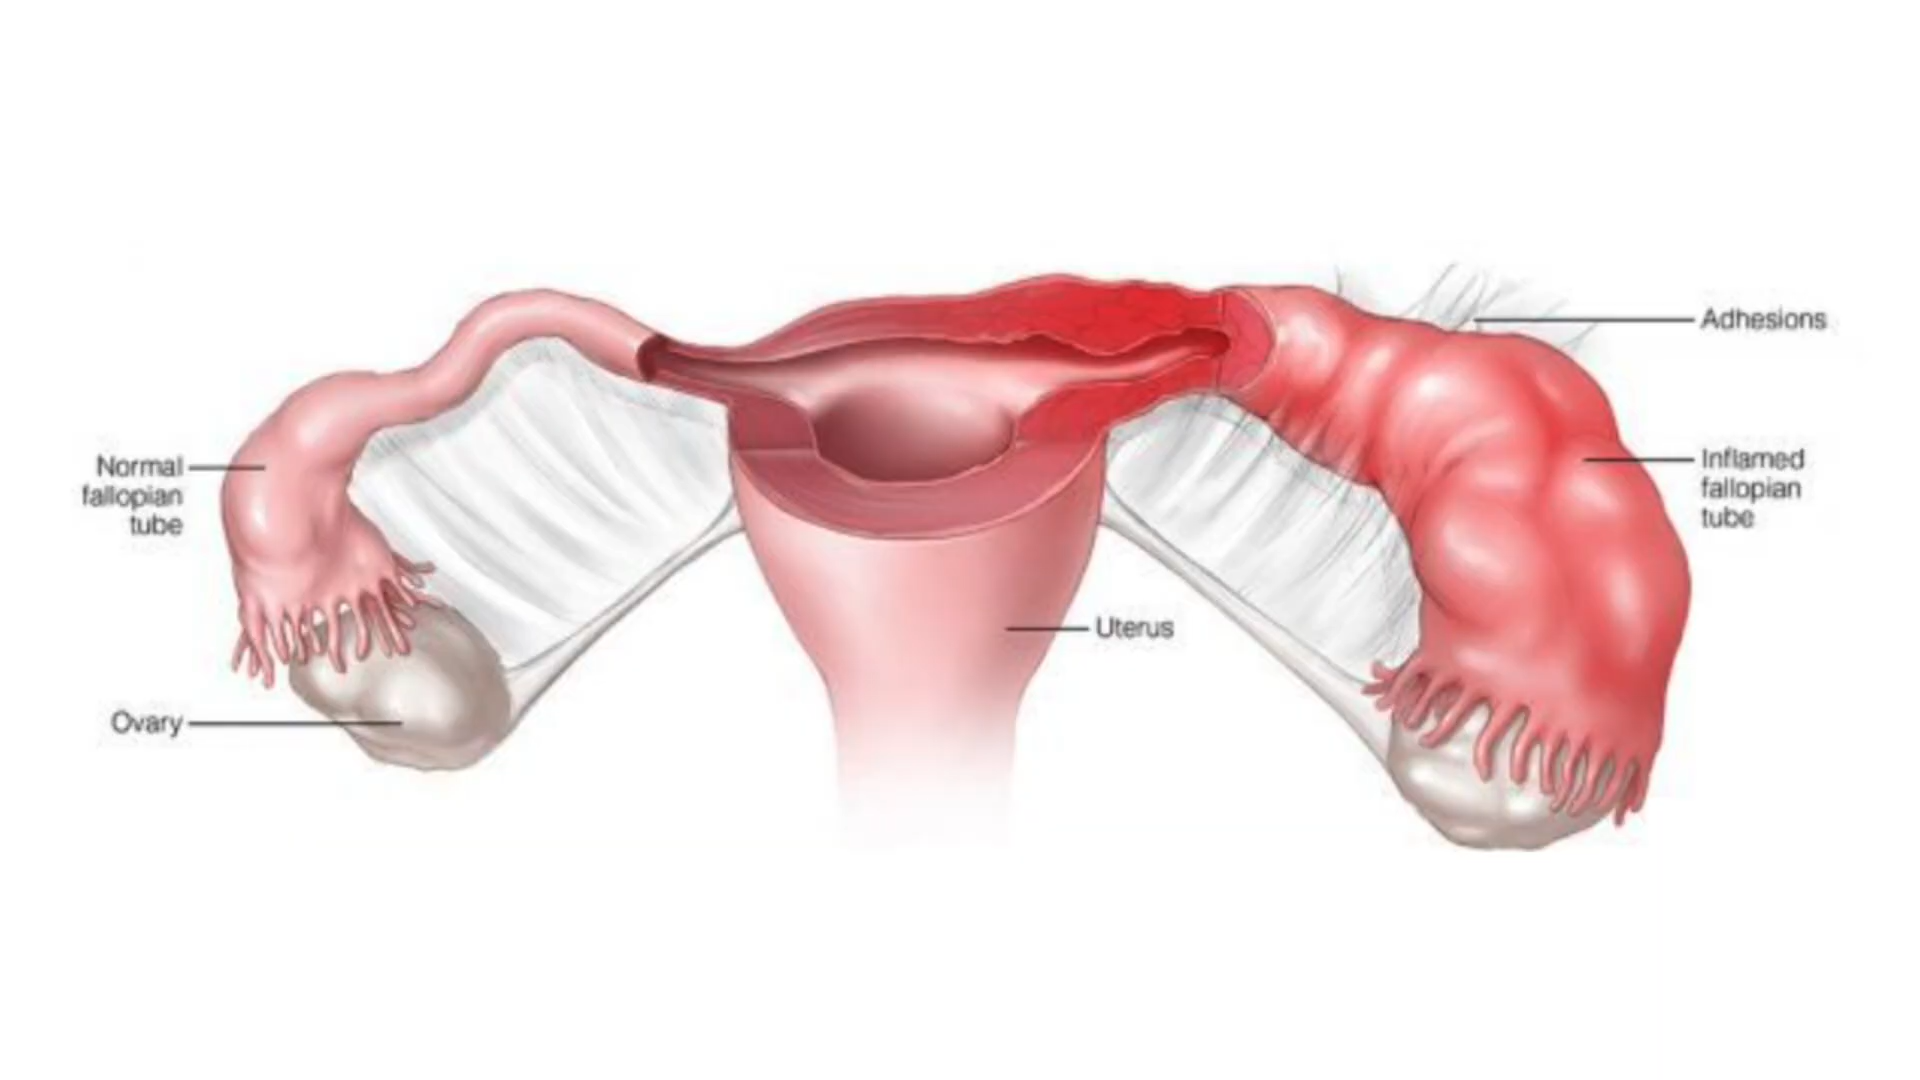 Adhesions
Normal
fallopian
tube
Inflamed
fallopian
tube
Uterus
Ovary